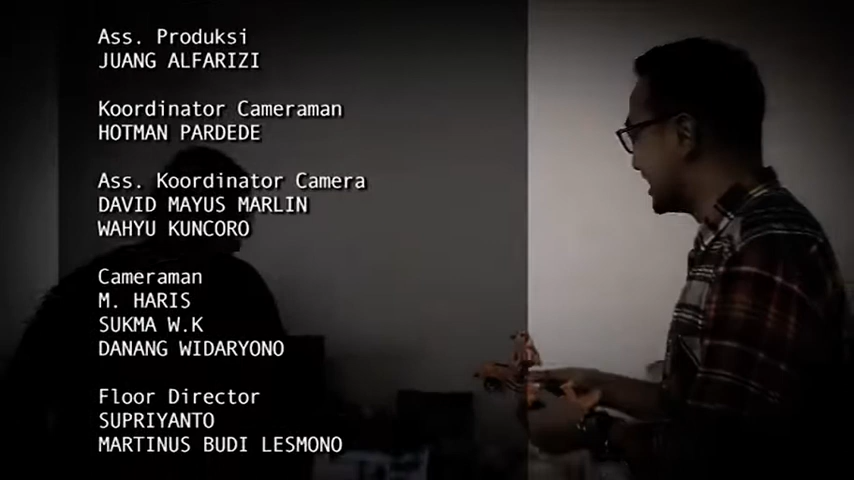 Ass. Produksi
JUANG ALFARIZI
Koordinator Cameraman
HOTMAN PARDEDE
Ass. Koordinator Camera
DAVID MAYUS MARLIN
WAHYU KUNCORO
Cameraman
M. HARIS
SUKMA W.K
DANANG WIDARYONO
Floor Director
SUPRIYANTO
MARTINUS BUDI LESMONO